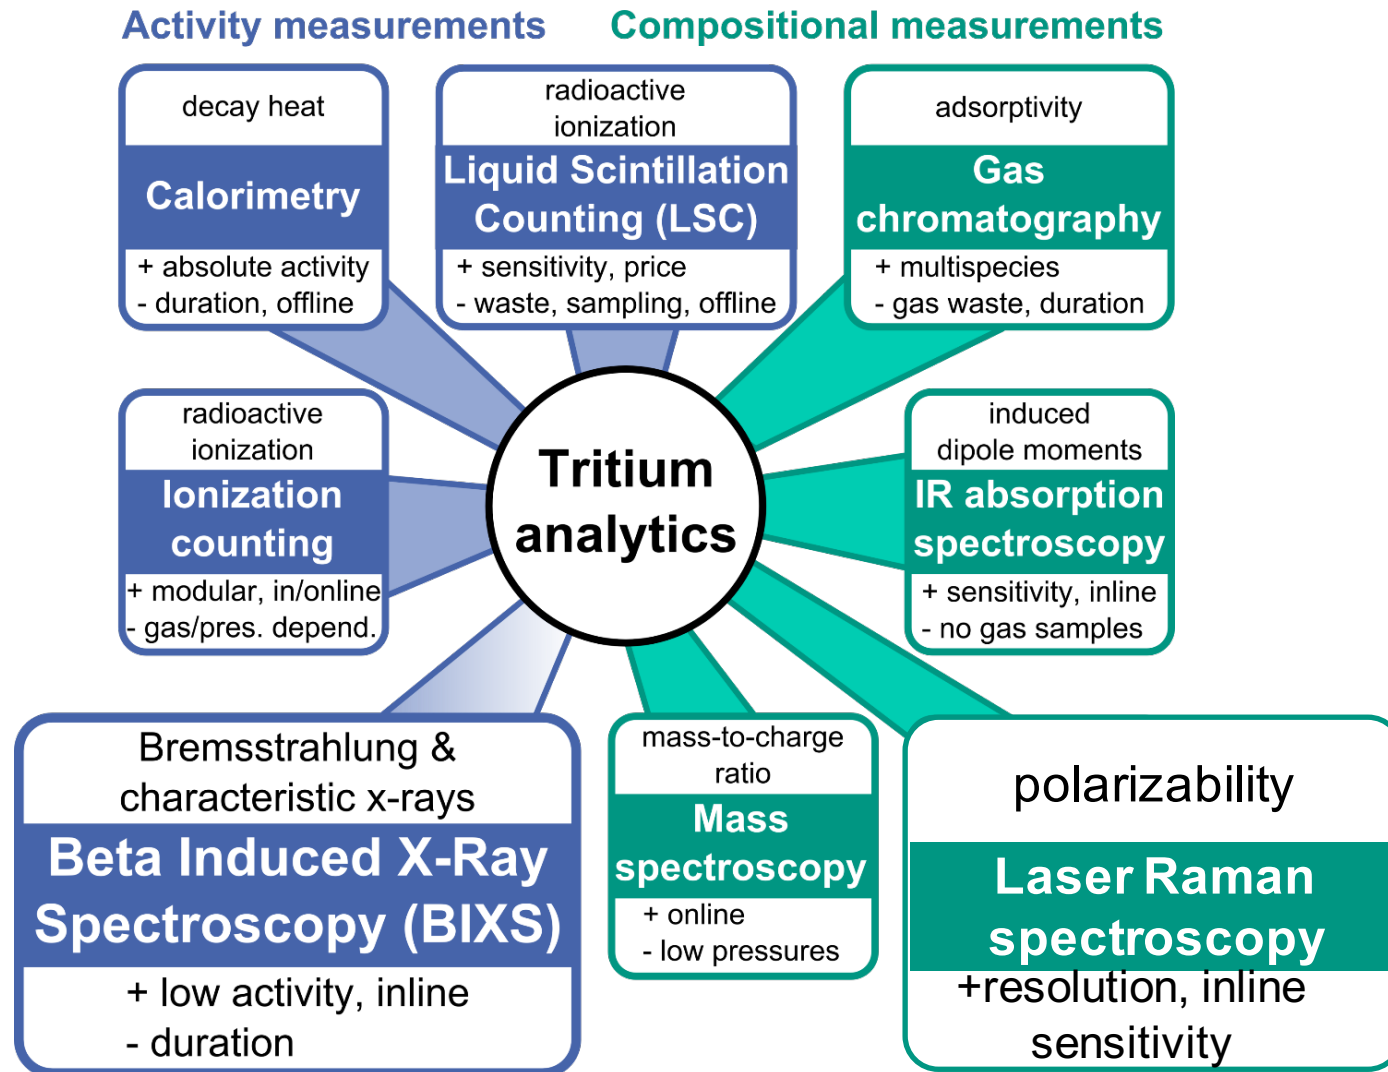 Activity measurements
Compositional measurements
decay heat
Calorimetry
+ absolute activity
- duration, offline
radioactive
ionization
Liquid Scintillation
Counting (LSC)
+ sensitivity, price
- waste, sampling, offline
adsorptivity
Gas
chromatography
+ multispecies
- gas waste, duration
radioactive
ionization
Ionization
counting
+ modular, in/online
- gas/pres. depend.
Tritium
analytics
induced
dipole moments
IR absorption
spectroscopy
+ sensitivity, inline
- no gas samples
Bremsstrahlung &
characteristic x-rays
Beta Induced X-Ray
Spectroscopy (BIXS)
+ low activity, inline
- duration
mass-to-charge
ratio
Mass
spectroscopy
+ online
- low pressures
polarizability
Laser Raman
spectroscopy
+resolution, inline
sensitivity